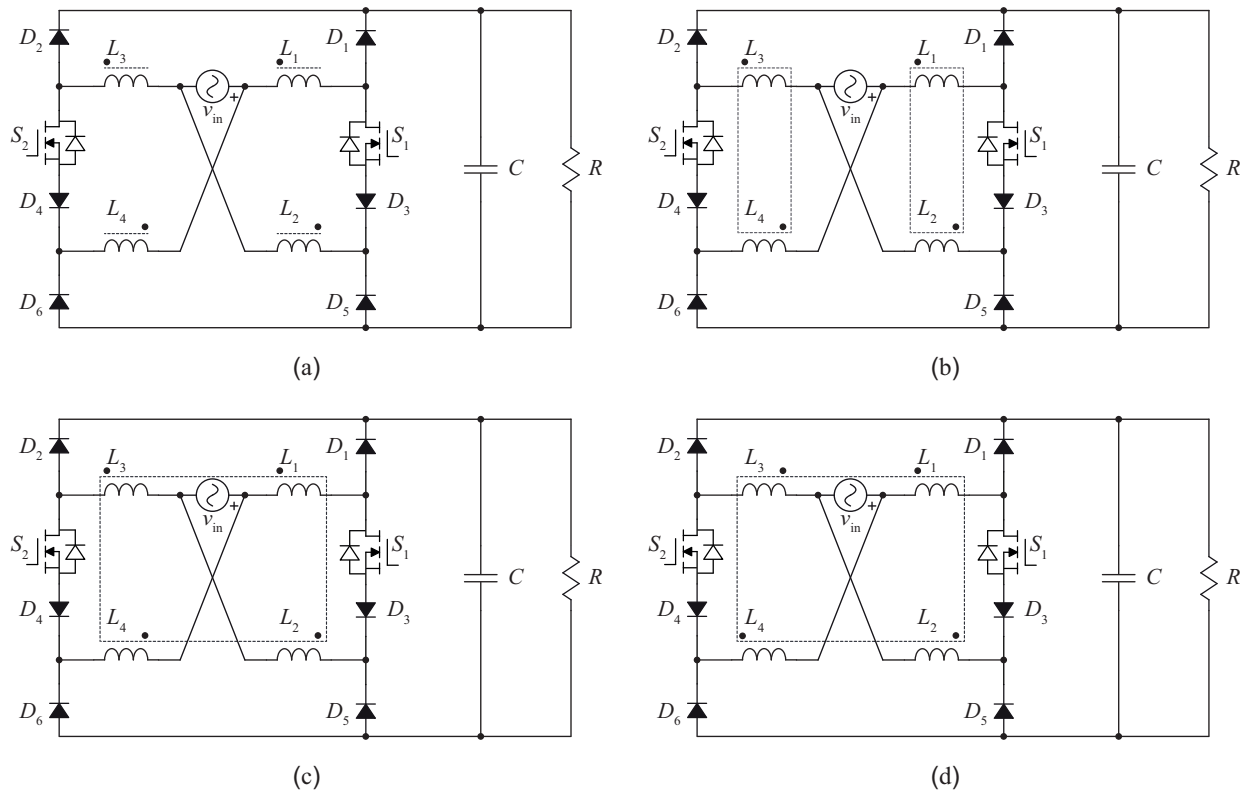 D2 L3 L1 D1
vin +
S2 S1 C R
D4 L4 L2 D3
D6 D5
(a)
D2 L3 L1 D1
vin +
S2 S1 C R
D4 L4 L2 D3
D6 D5
(b)
D2 L3 L1 D1
vin +
S2 S1 C R
D4 L4 L2 D3
D6 D5
(c)
D2 L3 L1 D1
vin +
S2 S1 C R
D4 L4 L2 D3
D6 D5
(d)